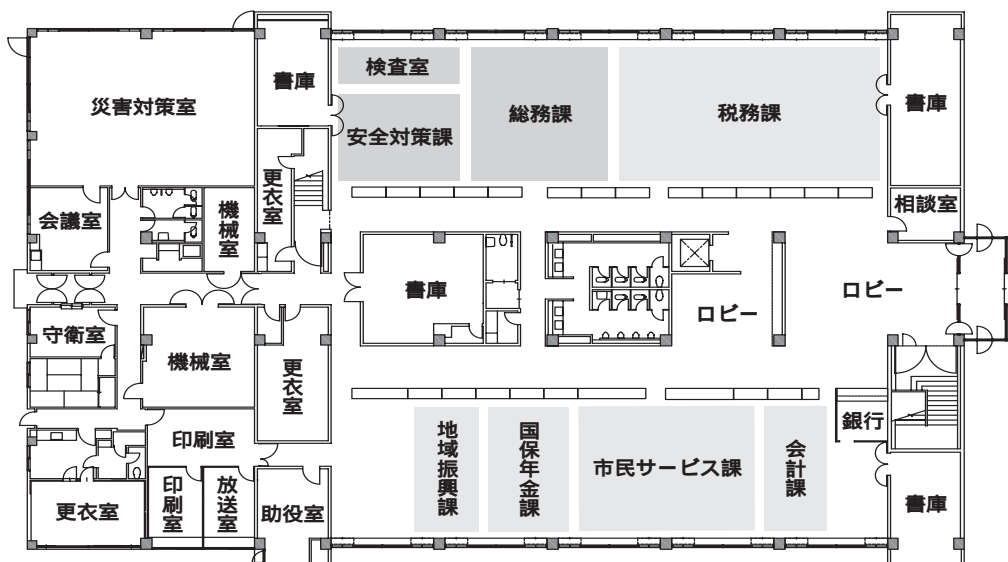 災害対策室
書庫
検査室
安全対策課
総務課
税務課
書庫
会議室
機械室
更衣室
相談室
書庫
ロビー
ロビー
守衛室
機械室
更衣室
印刷室
印刷室
放送室
更衣室
助役室
地域振興課
国保年金課
市民サービス課
会計課
銀行
書庫